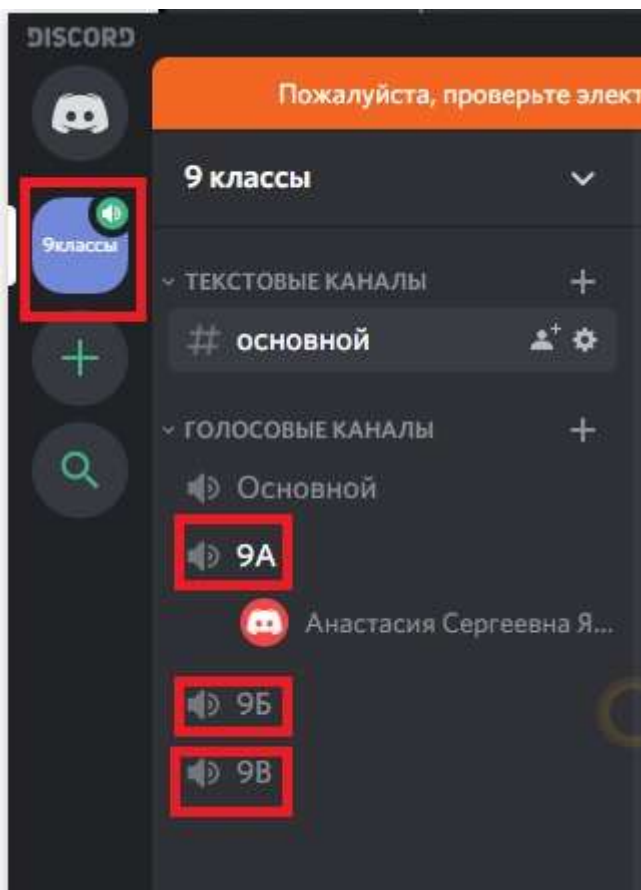 DISCORD
Пожалуйста, проверьте элект
9 классы
9классы
ТЕКСТОВЫЕ КАНАЛЫ
# основной
ГОЛОСОВЫЕ КАНАЛЫ
Основной
9А
Анастасия Сергеевна Я...
9Б
9В